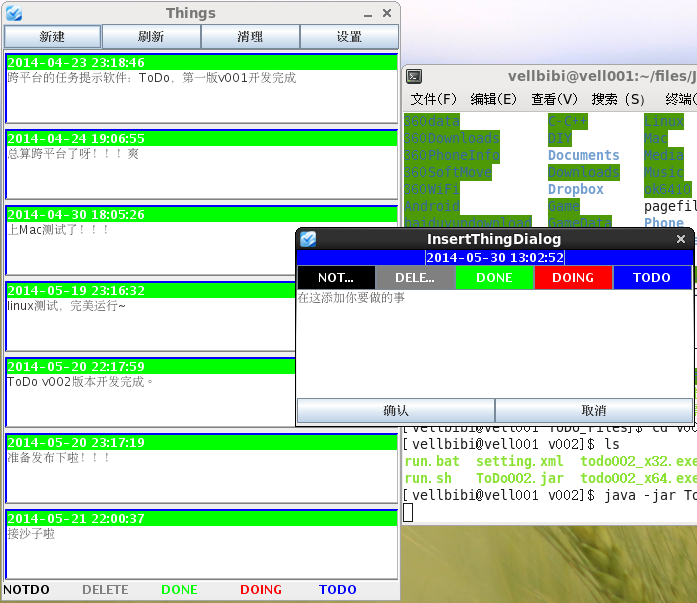 Things
新建 刷新 清理 设置
2014-04-23 23:18:46
跨平台的任务提示软件：ToDo，第一版v001开发完成
2014-04-24 19:06:55
总算跨平台了呀！！！爽
2014-04-30 18:05:26
上Mac测试了！！！
2014-05-19 23:16:32
linux测试，完美运行~
2014-05-20 22:17:59
ToDo v002版本开发完成。
2014-05-20 23:17:19
准备发布下啦！！！
2014-05-21 22:00:37
接沙子啦
NOTDO DELETE DONE DOING TODO
vellbibi@vell001:~/files/J
文件(F) 编辑(E) 查看(V) 搜索 (S) 终端(
360data C-C++ Linux
360Downloads DIY Mac
360PhoneInfo Documents Media
360SoftMove Downloads Music
360WiFi Dropbox ok6410
Android Game pagefil
baiduyundownload GameData Phone
InsertThingDialog
2014-05-30 13:02:52
NOT... DELE... DONE DOING TODO
在这添加你要做的事
确认 取消
[vellbibi@vell001 ToDo_Files]$ cd v00
[vellbibi@vell001 v002]$ ls
run.bat setting.xml todo002_x32.exe
run.sh ToDo002.jar todo002_x64.exe
[vellbibi@vell001 v002]$ java -jar To